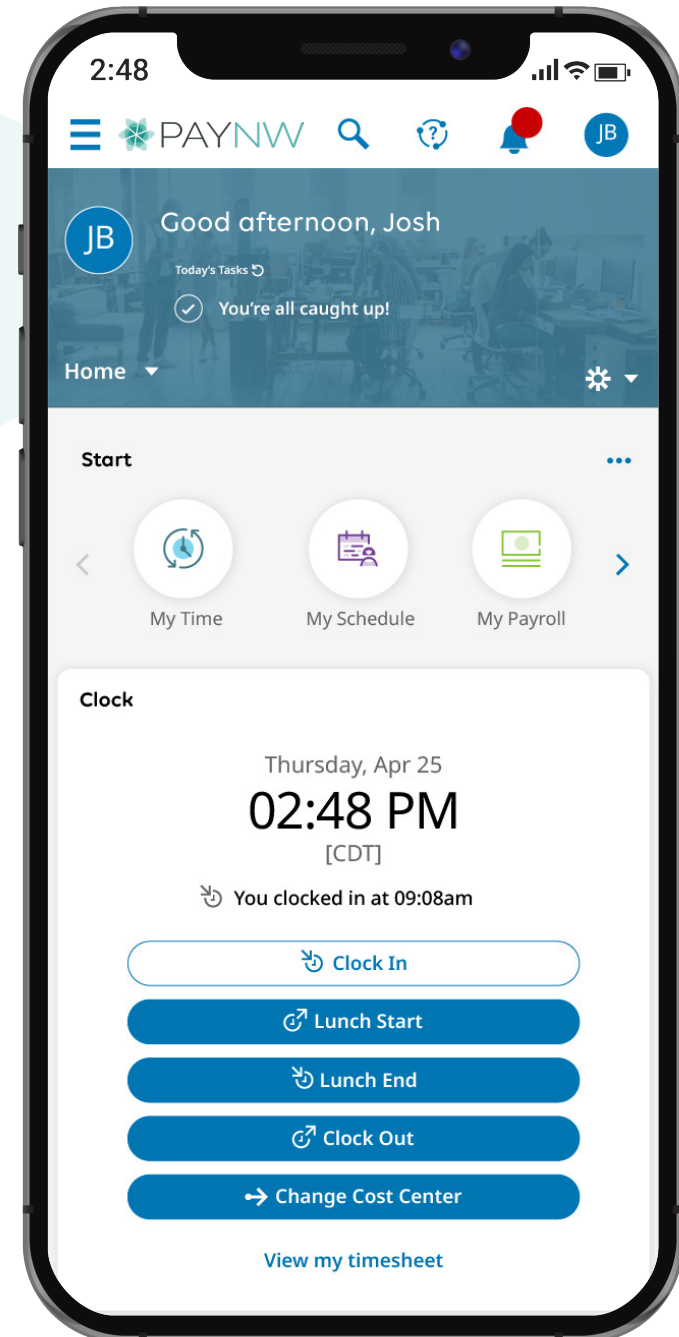 2:48
PAYNW
?
JB
JB
Good afternoon, Josh
Today's Tasks
You're all caught up!
Home
Start
My Time
My Schedule
My Payroll
Clock
Thursday, Apr 25
02:48 PM
[CDT]
You clocked in at 09:08am
Clock In
Lunch Start
Lunch End
Clock Out
Change Cost Center
View my timesheet